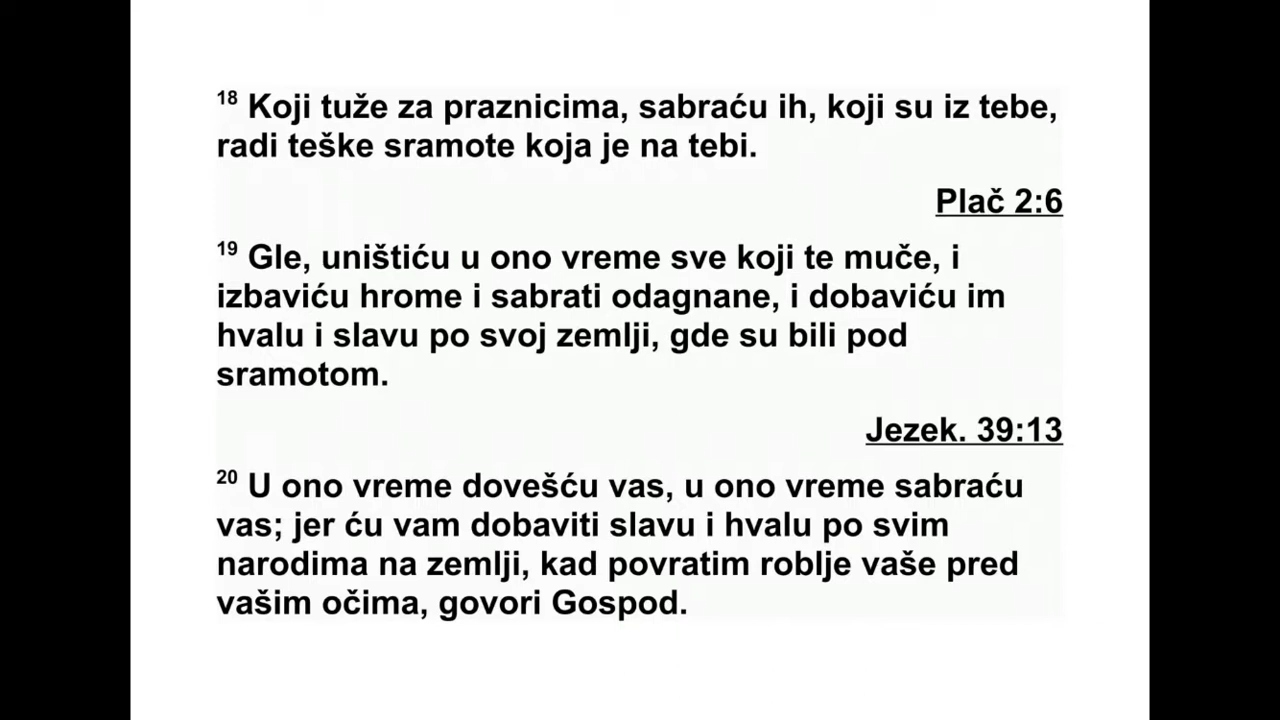 18 Koji tuže za praznicima, sabraću ih, koji su iz tebe,
radi teške sramote koja je na tebi.
Plač 2:6
19 Gle, uništiću u ono vreme sve koji te muče, i
izbaviću hrome i sabrati odagnane, i dobaviću im
hvalu i slavu po svoj zemlji, gde su bili pod
sramotom.
Jezek. 39:13
20 U ono vreme dovešću vas, u ono vreme sabraću
vas; jer ću vam dobaviti slavu i hvalu po svim
narodima na zemlji, kad povratim roblje vaše pred
vašim očima, govori Gospod.